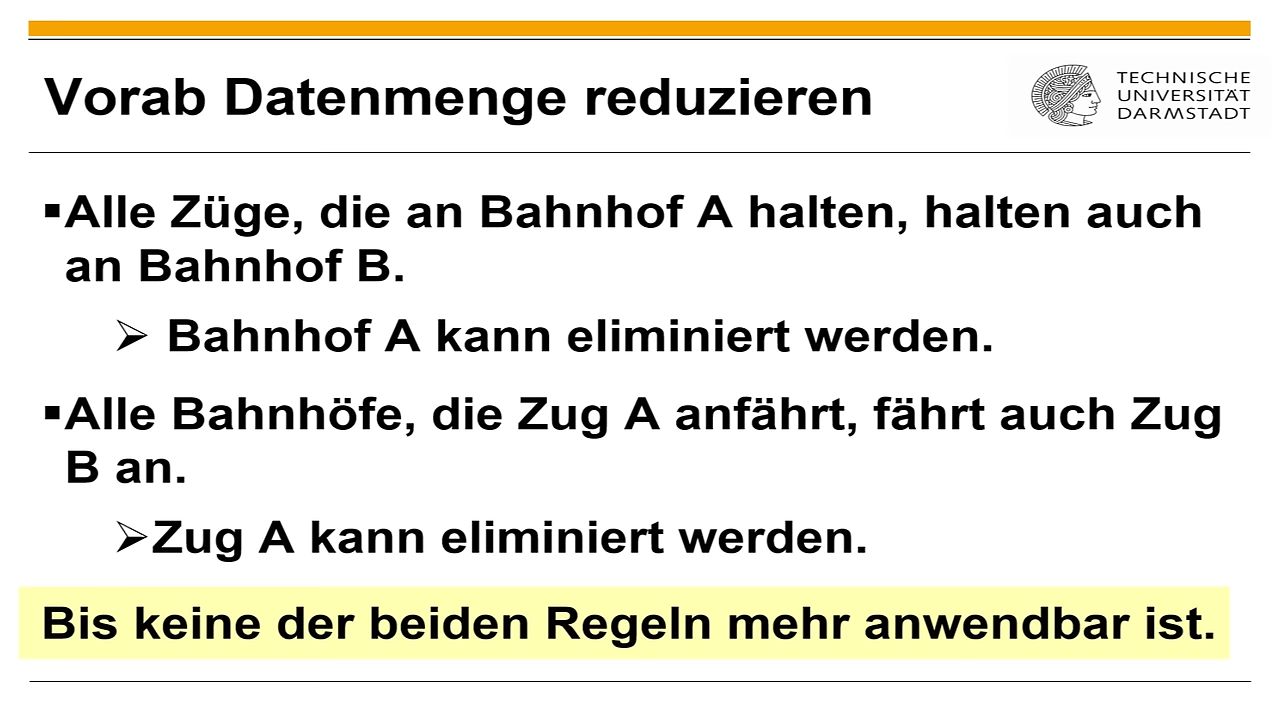 Vorab Datenmenge reduzieren
TECHNISCHE
UNIVERSITÄT
DARMSTADT
▪Alle Züge, die an Bahnhof A halten, halten auch
an Bahnhof B.
➢ Bahnhof A kann eliminiert werden.
▪Alle Bahnhöfe, die Zug A anfährt, fährt auch Zug
B an.
➢Zug A kann eliminiert werden.
Bis keine der beiden Regeln mehr anwendbar ist.